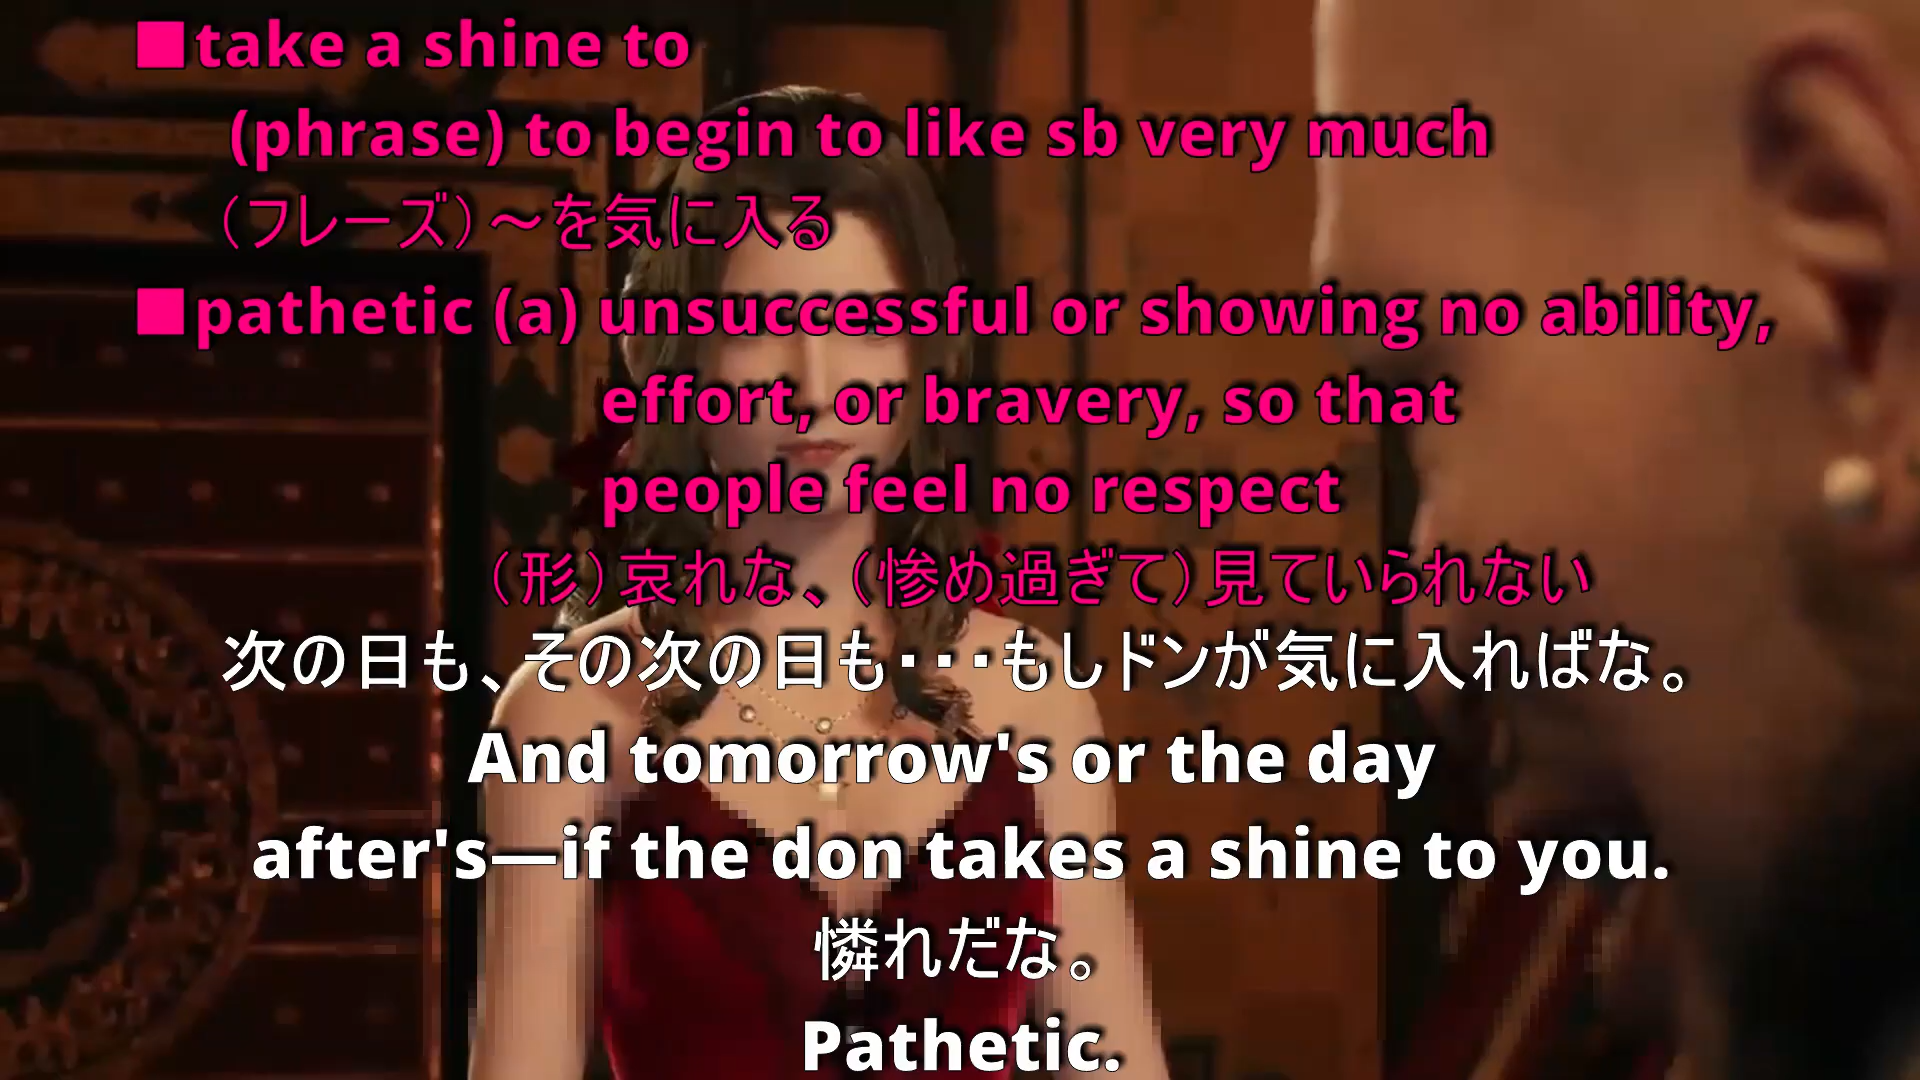 ■take a shine to
(phrase) to begin to like sb very much
（フレーズ）～を気に入る
■pathetic (a) unsuccessful or showing no ability,
effort, or bravery, so that
people feel no respect
（形）哀れな、（惨め過ぎて）見ていられない
次の日も、その次の日も・・・もしドンが気に入ればな。
And tomorrow's or the day
after's—if the don takes a shine to you.
憐れだな。
Pathetic.